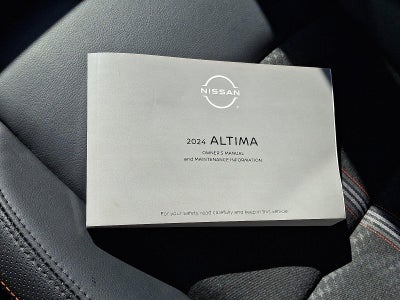 NISSAN
2024 ALTIMA
OWNER'S MANUAL
and MAINTENANCE INFORMATION
For your safety, read carefully and keep in this vehicle.